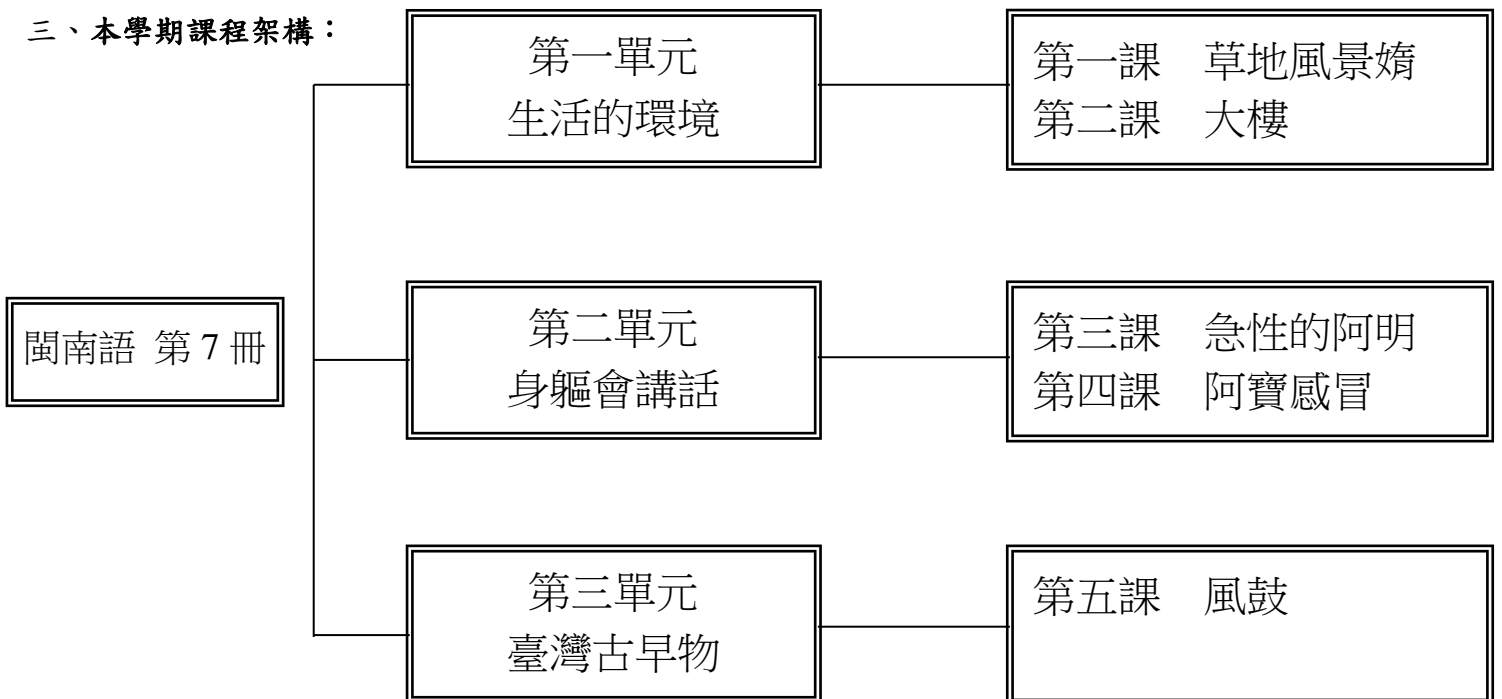 三、本學期課程架構：
閩南語 第 7 冊
第一單元
生活的環境
第一課 草地風景媠
第二課 大樓
第二單元
身軀會講話
第三課 急性的阿明
第四課 阿寶感冒
第三單元
臺灣古早物
第五課 風鼓